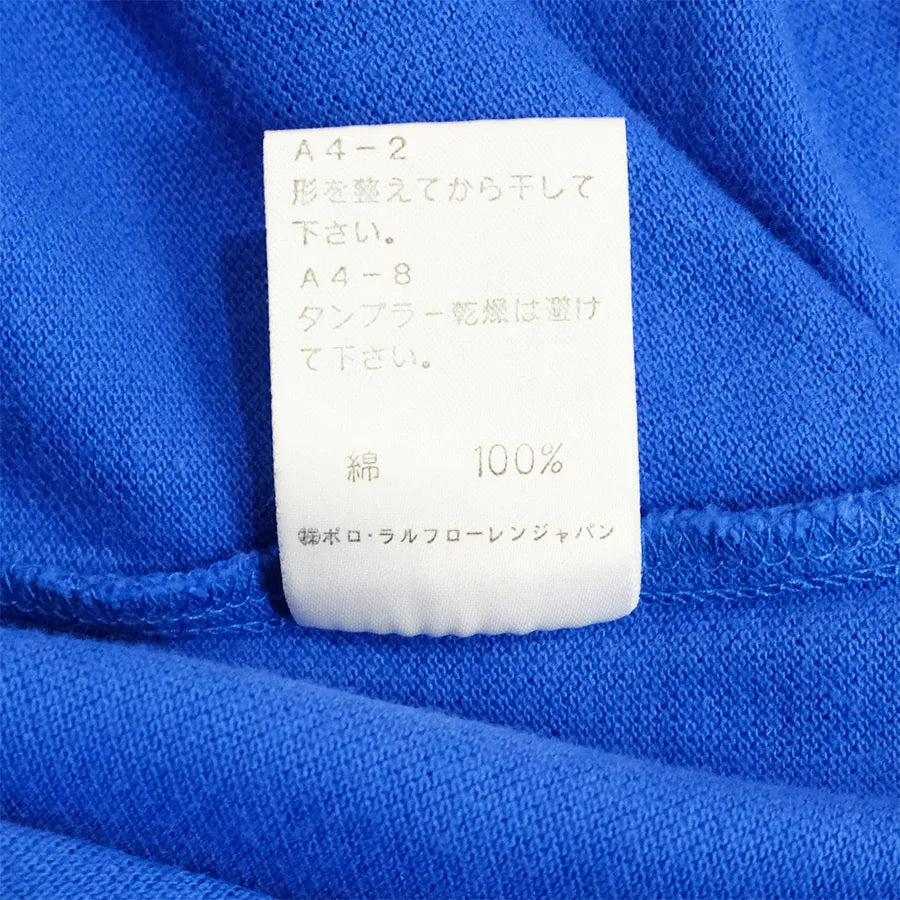 A4-2
形を整えてから干して
下さい。
A4-8
タンブラー乾燥は避け
て下さい。
綿 100%
㈱ポロ・ラルフローレンジャパン